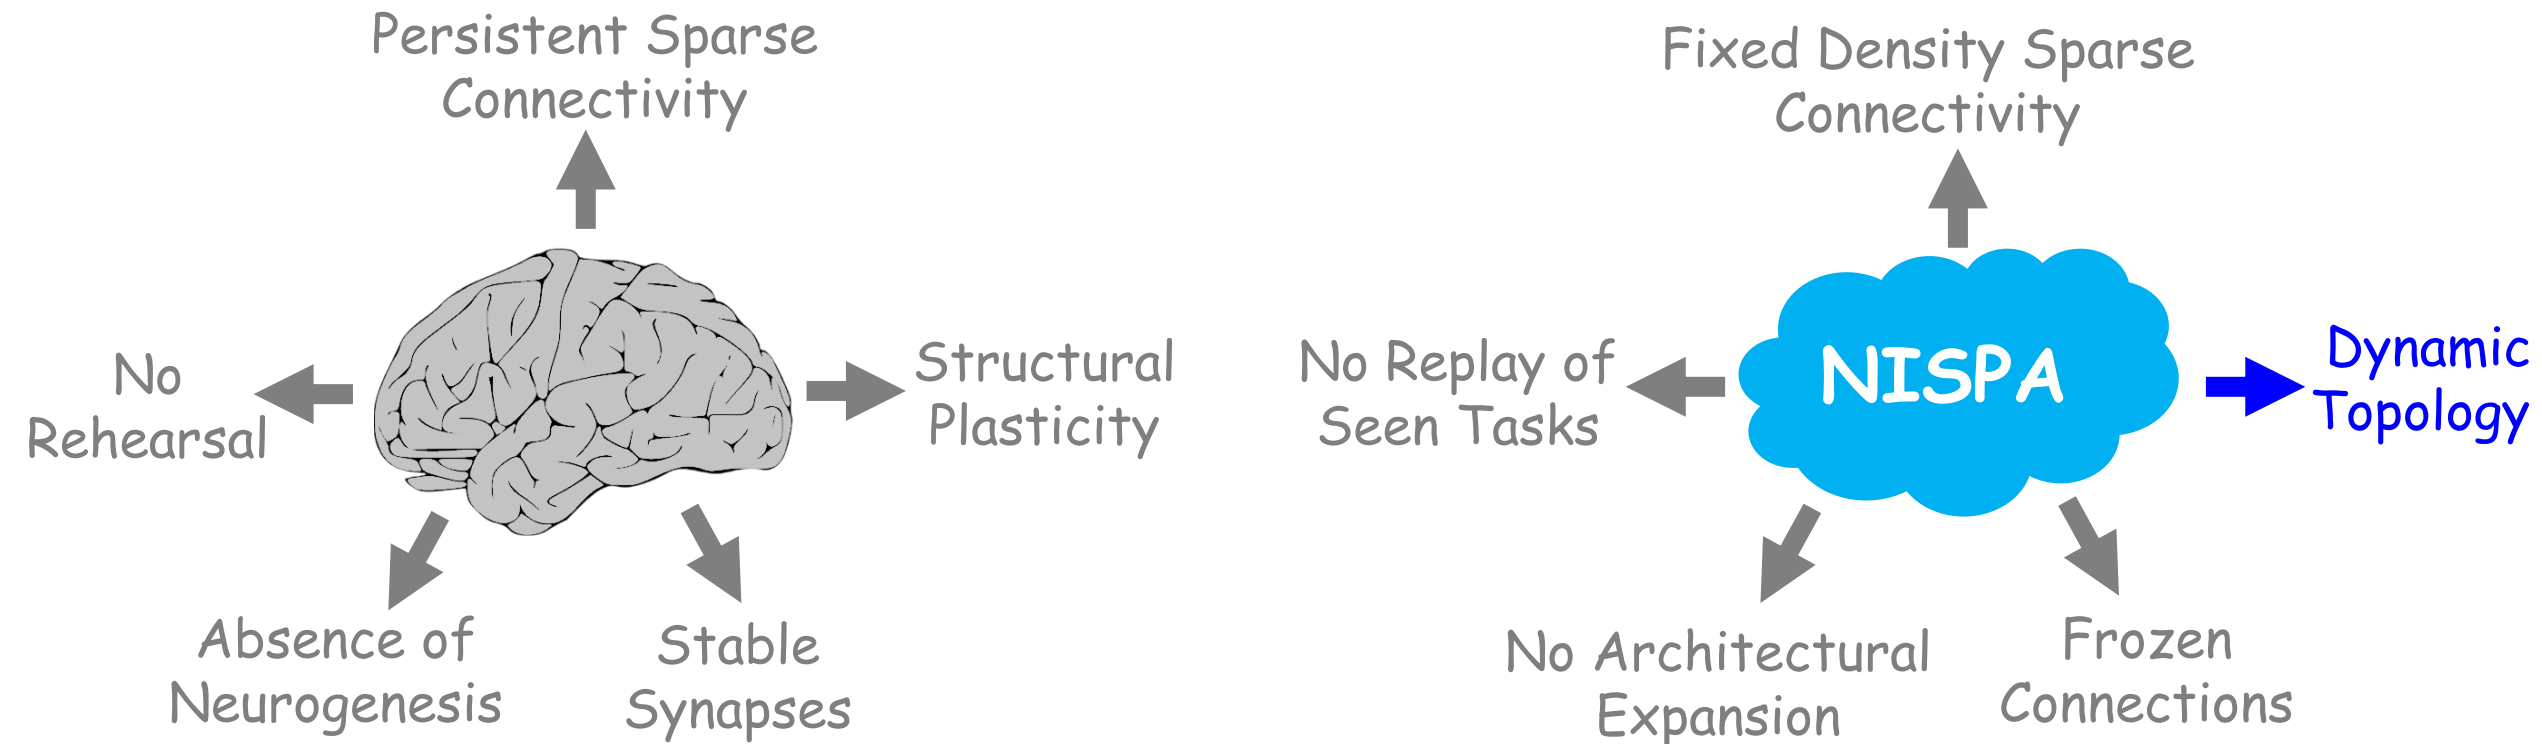 Persistent Sparse
Connectivity
No
Rehearsal
Structural
Plasticity
Absence of
Neurogenesis
Stable
Synapses
Fixed Density Sparse
Connectivity
No Replay of
Seen Tasks
NISPA
Dynamic
Topology
No Architectural
Expansion
Frozen
Connections